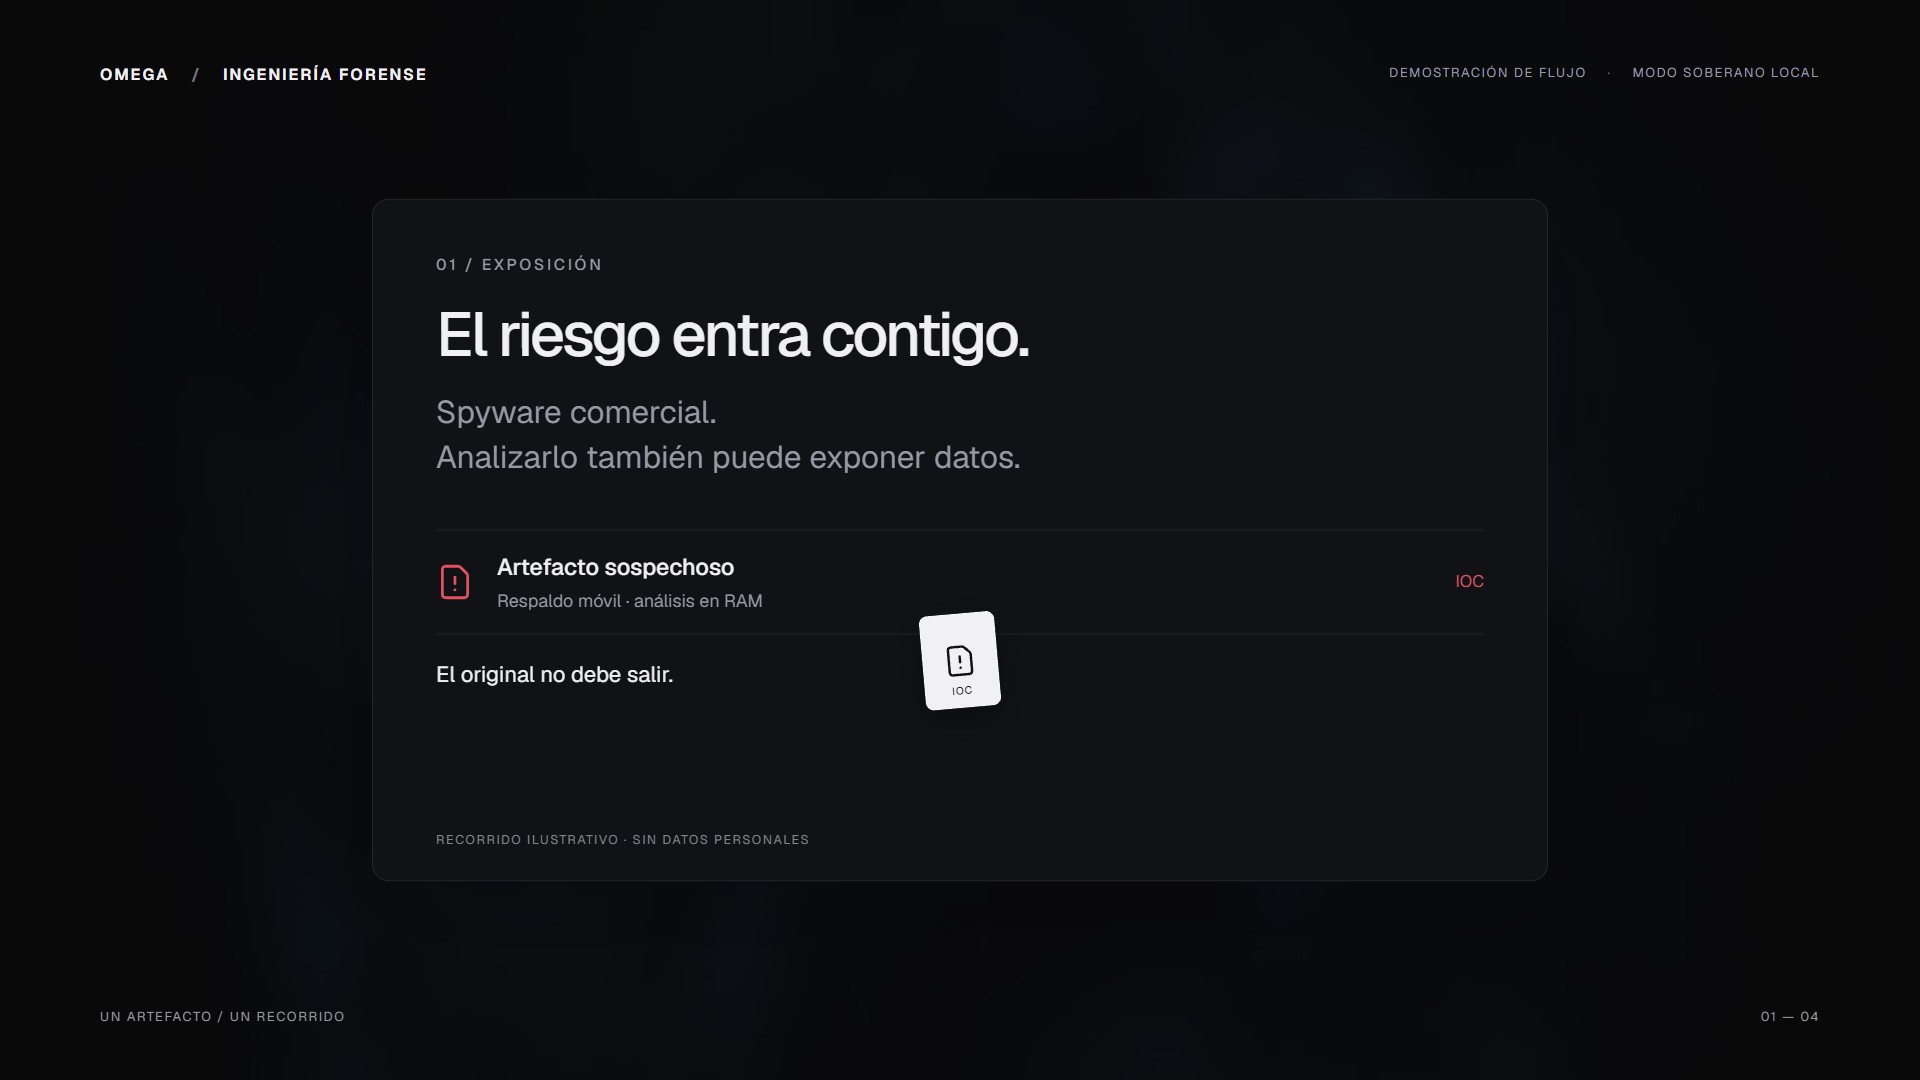 OMEGA / INGENIERÍA FORENSE
DEMOSTRACIÓN DE FLUJO · MODO SOBERANO LOCAL
01 / EXPOSICIÓN
El riesgo entra contigo.
Spyware comercial.
Analizarlo también puede exponer datos.
Artefacto sospechoso
Respaldo móvil · análisis en RAM
IOC
El original no debe salir.
IOC
RECORRIDO ILUSTRATIVO · SIN DATOS PERSONALES
UN ARTEFACTO / UN RECORRIDO
01 — 04